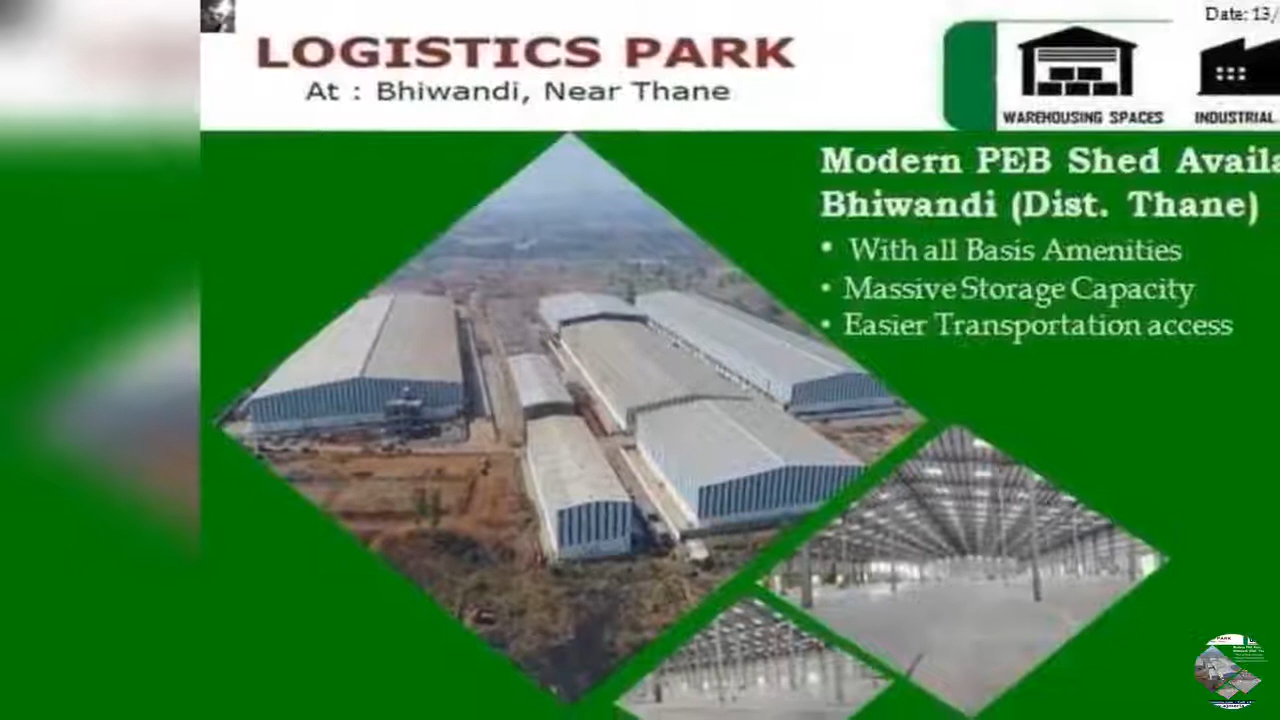 Date: 13/
LOGISTICS PARK
At : Bhiwandi, Near Thane
WAREHOUSING SPACES
INDUSTRIAL
Modern PEB Shed Availa
Bhiwandi (Dist. Thane)
• With all Basis Amenities
• Massive Storage Capacity
• Easier Transportation access